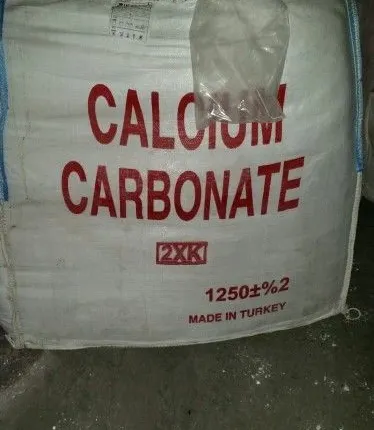 CALCIUM
CARBONATE
2XK
1250±%2
MADE IN TURKEY